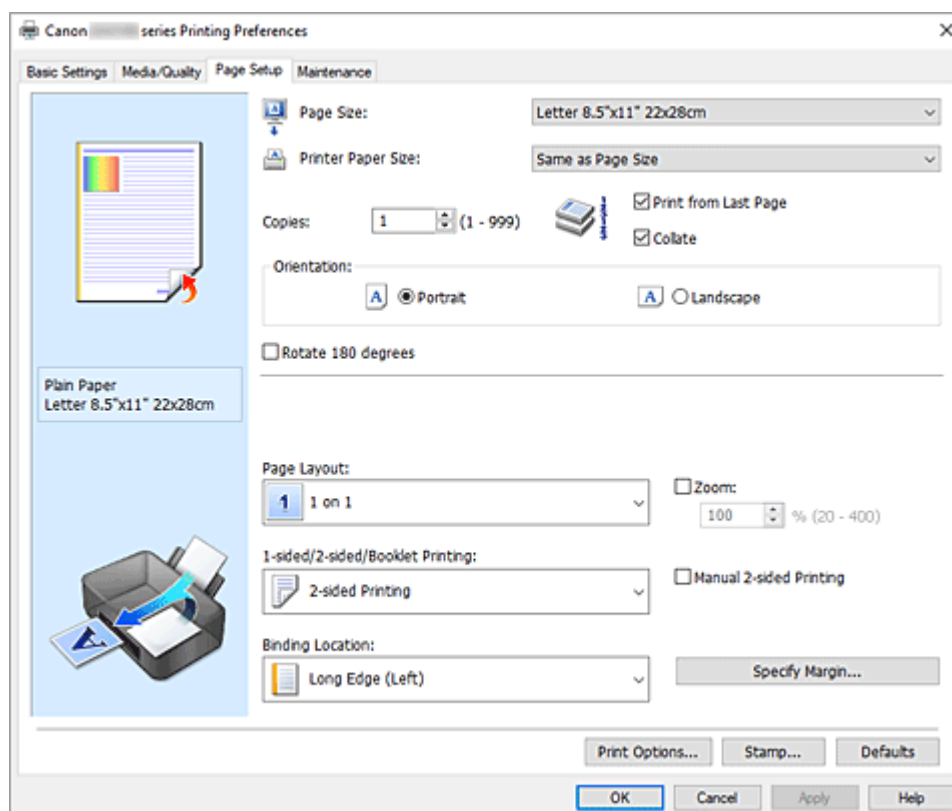 Canon series Printing Preferences
Basic Settings Media/Quality Page Setup Maintenance
Page Size: Letter 8.5"x11" 22x28cm
Printer Paper Size: Same as Page Size
Copies: 1 (1 - 999)
Print from Last Page
Collate
Orientation:
A Portrait A Landscape
Rotate 180 degrees
Plain Paper
Letter 8.5"x11" 22x28cm
Page Layout:
1 1 on 1
Zoom:
100 % (20 - 400)
1-sided/2-sided/Booklet Printing:
2-sided Printing
Manual 2-sided Printing
A
Binding Location:
Long Edge (Left)
Specify Margin...
Print Options... Stamp... Defaults
OK Cancel Apply Help